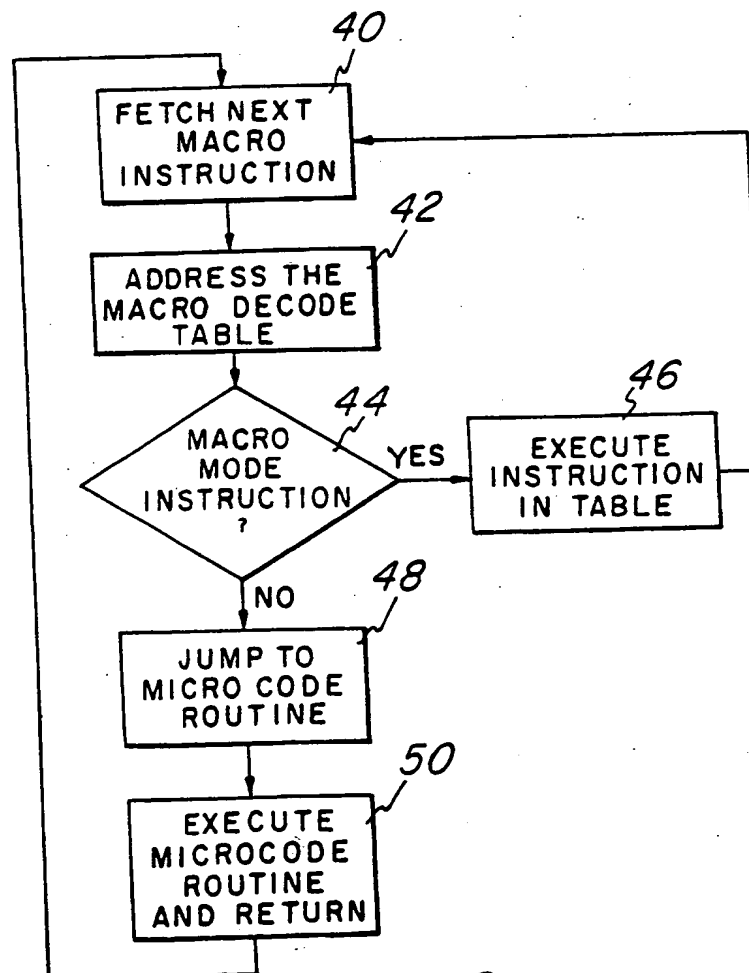 40
FETCH NEXT
MACRO
INSTRUCTION
42
ADDRESS THE
MACRO DECODE
TABLE
44
MACRO
MODE
INSTRUCTION
?
YES
46
EXECUTE
INSTRUCTION
IN TABLE
NO
48
JUMP TO
MICRO CODE
ROUTINE
50
EXECUTE
MICROCODE
ROUTINE
AND RETURN